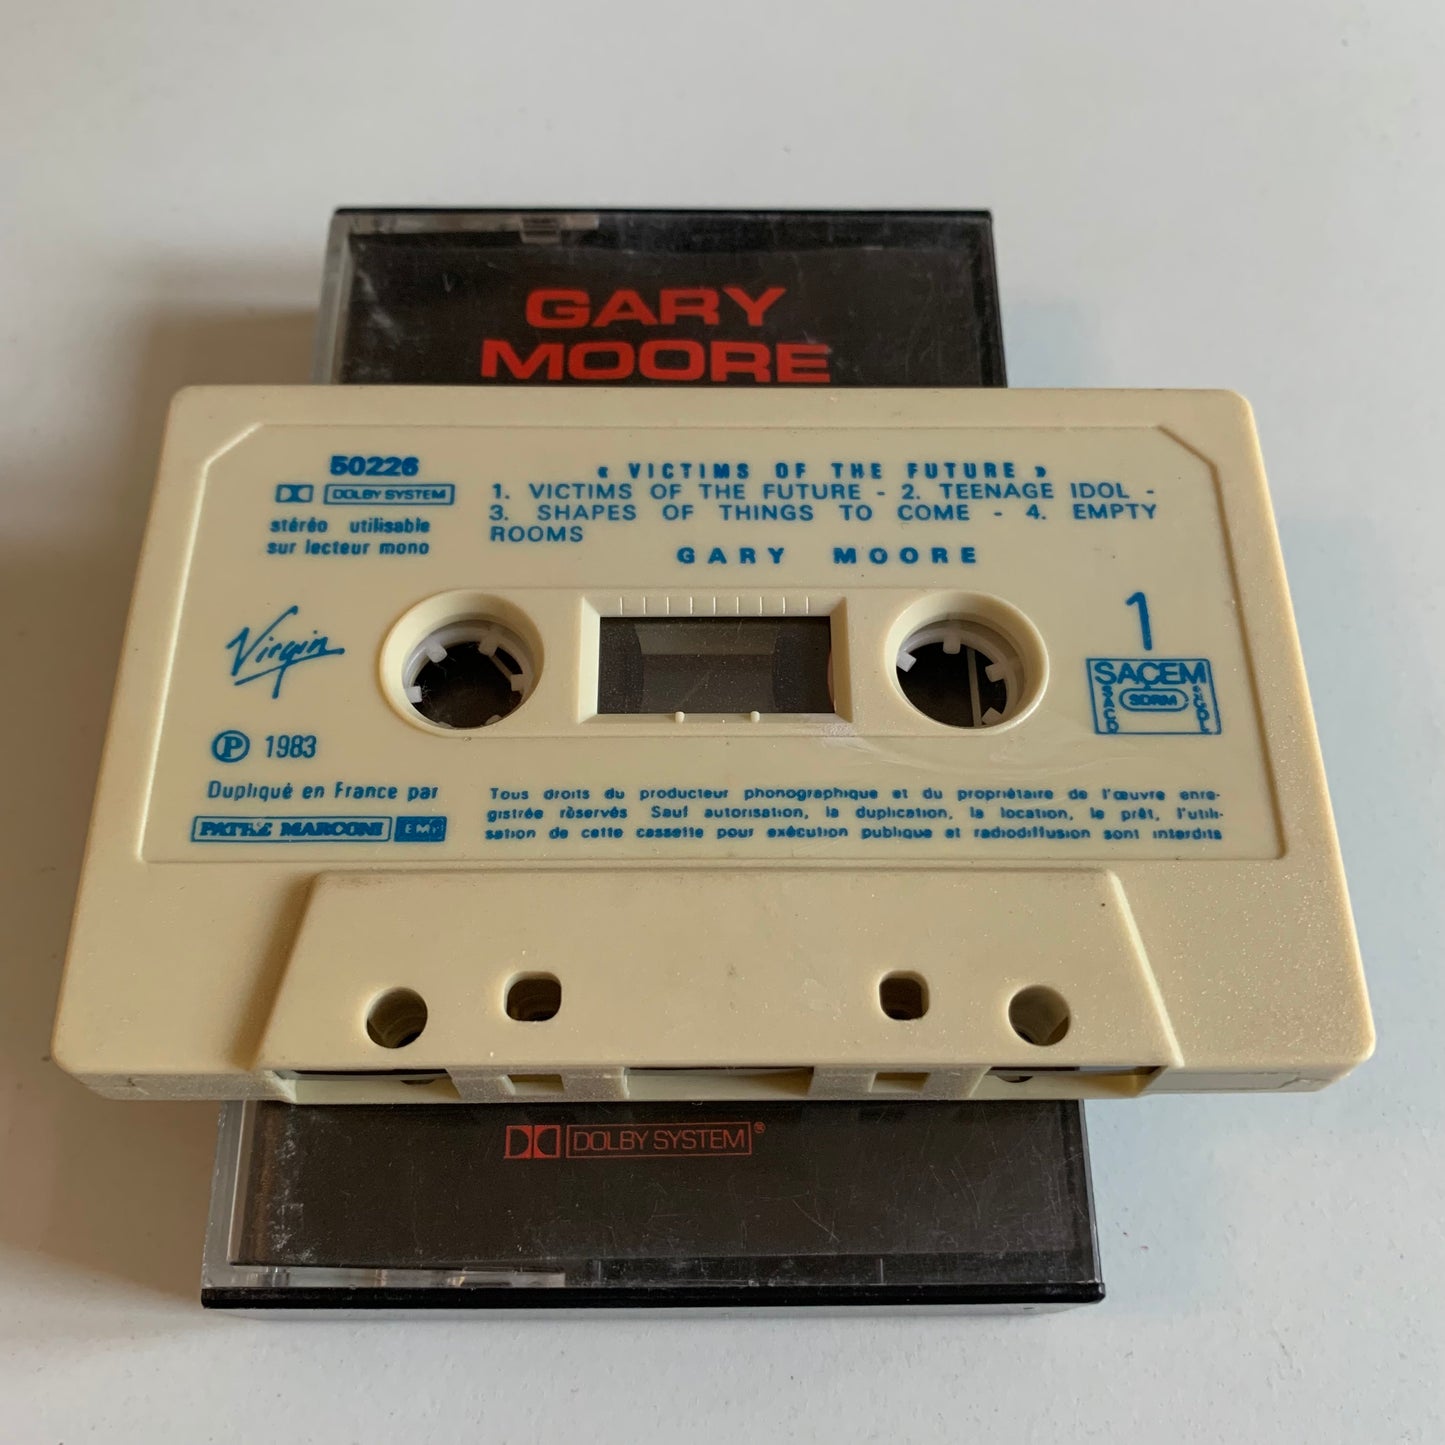 GARY
MOORE
50226
DOLBY SYSTEM
stéréo utilisable
sur lecteur mono
« VICTIMS OF THE FUTURE »
1. VICTIMS OF THE FUTURE - 2. TEENAGE IDOL -
3. SHAPES OF THINGS TO COME - 4. EMPTY
ROOMS
GARY MOORE
Virgin
℗ 1983
Dupliqué en France par
PATHE MARCONI EMI
1
SACEM
SACD SDRM SGDL
Tous droits du producteur phonographique et du propriétaire de l'œuvre enre-
gistrée rèservés Sauf autorisation, la duplication, la location, le prêt, l'utili-
sation de cette cassette pour exécution publique et radiodiffusion sont interdits
DOLBY SYSTEM®